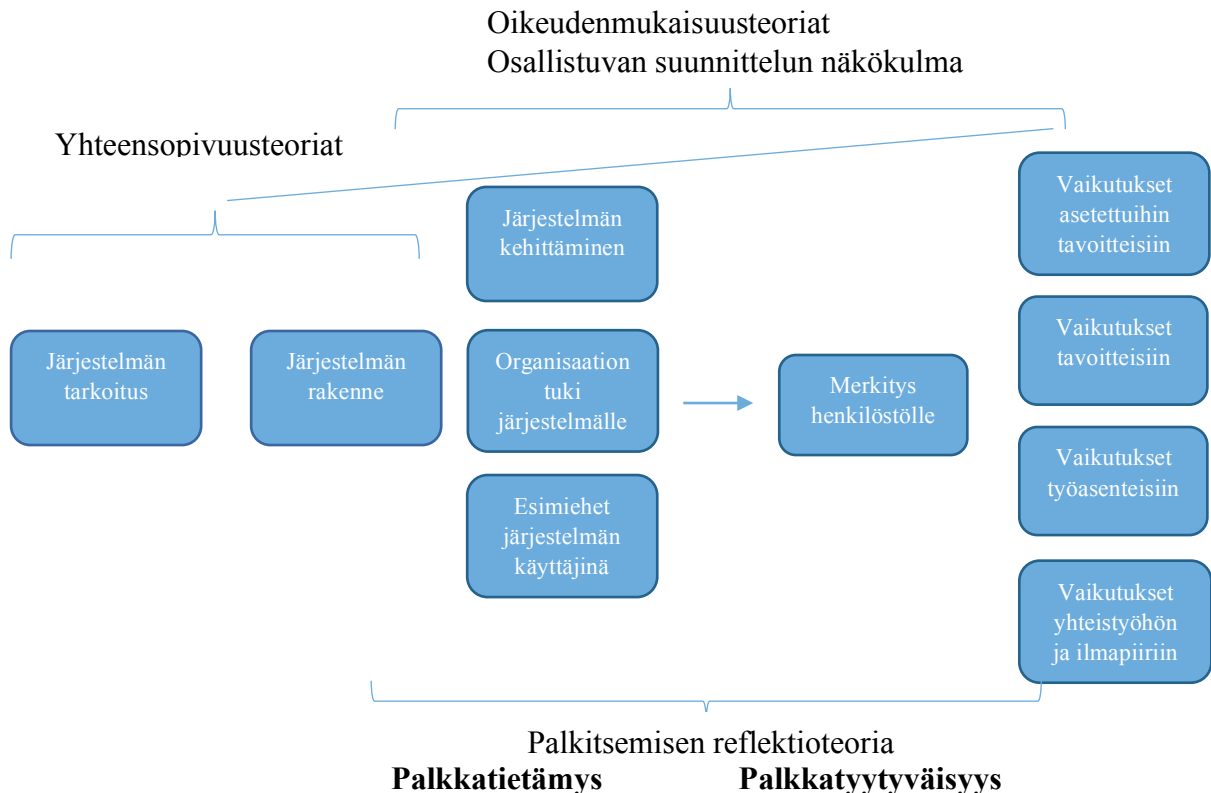 Oikeudenmukaisuusteoriat
Osallistuvan suunnittelun näkökulma
Yhteensopivuusteoriat
Järjestelmän
tarkoitus
Järjestelmän
rakenne
Järjestelmän
kehittäminen
Organisaation
tuki
järjestelmälle
Esimiehet
järjestelmän
käyttäjinä
Merkitys
henkilöstölle
Vaikutukset
asetettuihin
tavoitteisiin
Vaikutukset
tavoitteisiin
Vaikutukset
työasenteisiin
Vaikutukset
yhteistyöhön
ja ilmapiiriin
Palkitsemisen reflektioteoria
Palkkatietämys Palkkatyytyväisyys